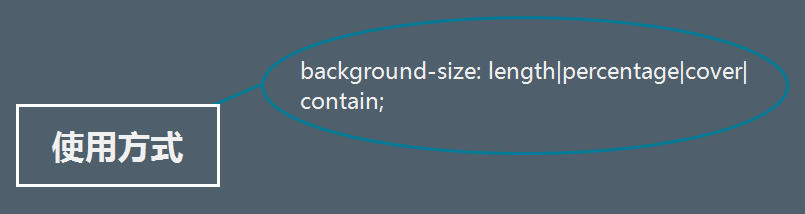 background-size: length|percentage|cover|
contain;
使用方式